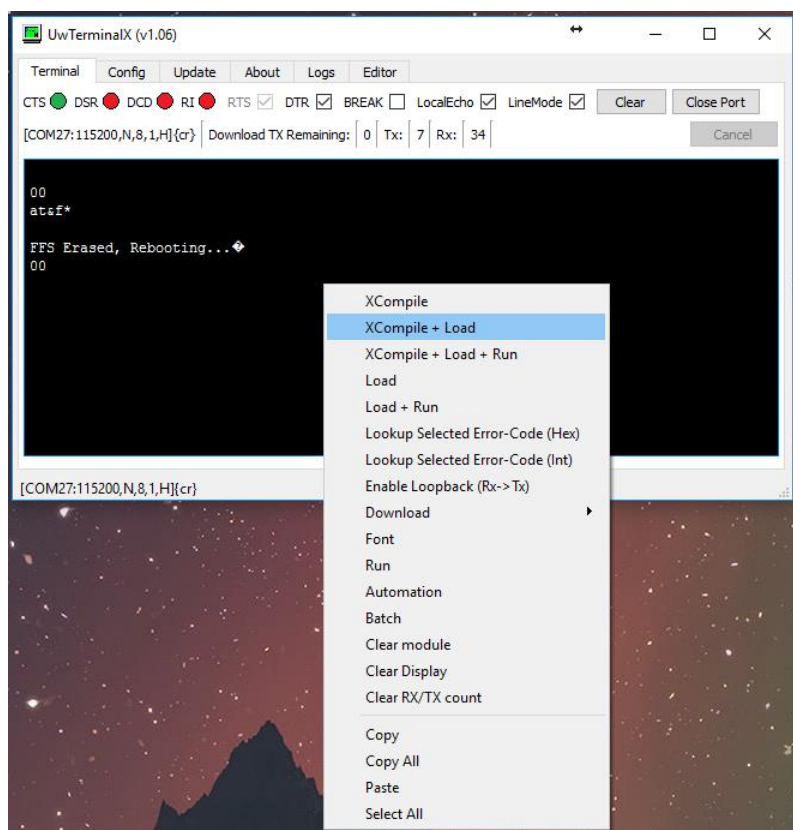 UwTerminalX (v1.06)
Terminal Config Update About Logs Editor
CTS DSR DCD RI RTS DTR BREAK LocalEcho LineMode Clear Close Port
[COM27:115200,N,8,1,H]{cr} Download TX Remaining: 0 Tx: 7 Rx: 34 Cancel
00
at&f*
FFS Erased, Rebooting...�
00
XCompile
XCompile + Load
XCompile + Load + Run
Load
Load + Run
Lookup Selected Error-Code (Hex)
Lookup Selected Error-Code (Int)
Enable Loopback (Rx->Tx)
Download
Font
Run
Automation
Batch
Clear module
Clear Display
Clear RX/TX count
Copy
Copy All
Paste
Select All
[COM27:115200,N,8,1,H]{cr}